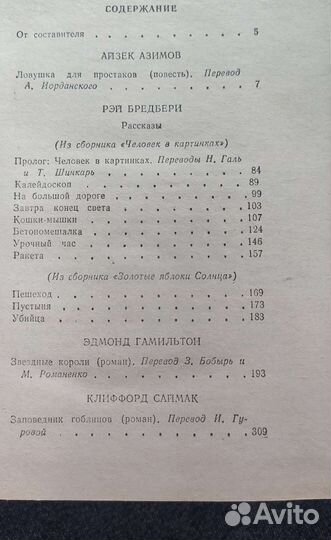 СОДЕРЖАНИЕ
От составителя . . . . . . . . . . 5
АЙЗЕК АЗИМОВ
Ловушка для простаков (повесть). Перевод
А. Иорданского . . . . . . . . . . 7
РЭЙ БРЕДБЕРИ
Рассказы
(Из сборника «Человек в картинках»)
Пролог: Человек в картинках. Переводы Н. Галь
и Т. Шинкарь . . . . . . . . . . 84
Калейдоскоп . . . . . . . . . . 89
На большой дороге . . . . . . . . . . 99
Завтра конец света . . . . . . . . . . 103
Кошки-мышки . . . . . . . . . . 107
Бетономешалка . . . . . . . . . . 124
Урочный час . . . . . . . . . . 146
Ракета . . . . . . . . . . 157
(Из сборника «Золотые яблоки Солнца»)
Пешеход . . . . . . . . . . 169
Пустыня . . . . . . . . . . 173
Убийца . . . . . . . . . . 183
ЭДМОНД ГАМИЛЬТОН
Звездные короли (роман). Перевод З. Бобырь и
М. Романенко . . . . . . . . . . 193
КЛИФФОРД САЙМАК
Заповедник гоблинов (роман). Перевод И. Гу-
ровой . . . . . . . . . . 309
Avito